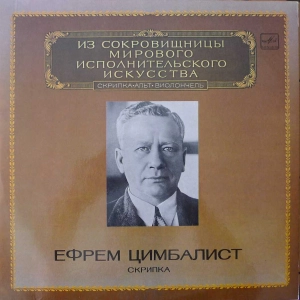 ИЗ СОКРОВИЩНИЦЫ
МИРОВОГО
ИСПОЛНИТЕЛЬСКОГО
ИСКУССТВА
СКРИПКА•АЛЬТ•ВИОЛОНЧЕЛЬ
ЕФРЕМ ЦИМБАЛИСТ
СКРИПКА